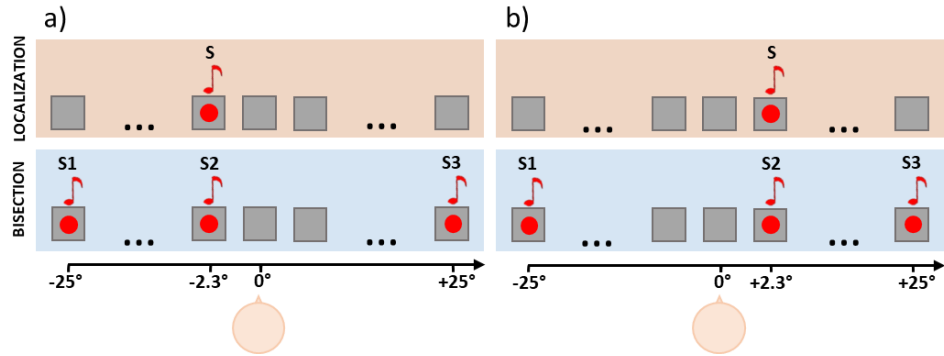 a)
b)
LOCALIZATION
S
S
...
...
...
...
BISECTION
S1
S2
S3
S1
S2
S3
...
...
...
...
-25°
-2.3°
0°
+25°
-25°
0°
+2.3°
+25°